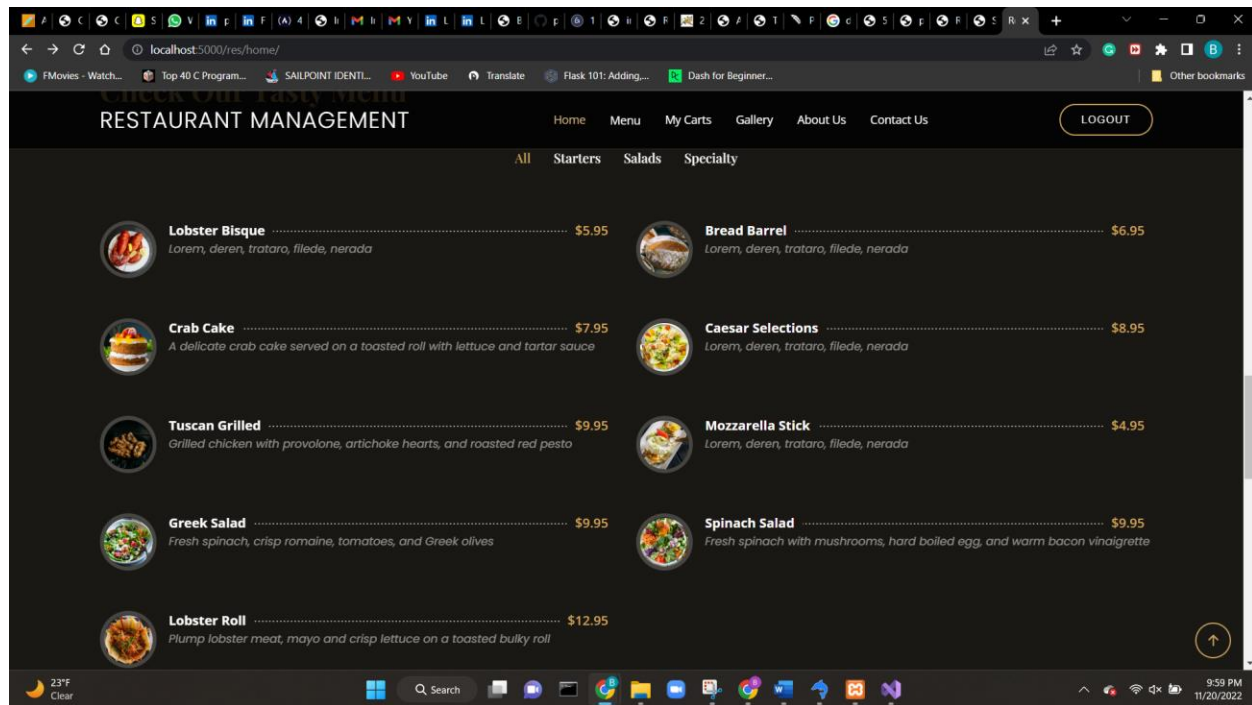 localhost:5000/res/home/
FMovies - Watch... Top 40 C Program... SAILPOINT IDENTI... YouTube Translate Flask 101: Adding,... Dash for Beginner... Other bookmarks
Check Our Tasty Menu
RESTAURANT MANAGEMENT Home Menu My Carts Gallery About Us Contact Us LOGOUT
All Starters Salads Specialty
Lobster Bisque $5.95
Lorem, deren, trataro, filede, nerada
Bread Barrel $6.95
Lorem, deren, trataro, filede, nerada
Crab Cake $7.95
A delicate crab cake served on a toasted roll with lettuce and tartar sauce
Caesar Selections $8.95
Lorem, deren, trataro, filede, nerada
Tuscan Grilled $9.95
Grilled chicken with provolone, artichoke hearts, and roasted red pesto
Mozzarella Stick $4.95
Lorem, deren, trataro, filede, nerada
Greek Salad $9.95
Fresh spinach, crisp romaine, tomatoes, and Greek olives
Spinach Salad $9.95
Fresh spinach with mushrooms, hard boiled egg, and warm bacon vinaigrette
Lobster Roll $12.95
Plump lobster meat, mayo and crisp lettuce on a toasted bulky roll
23°F
Clear
Search
9:59 PM
11/20/2022